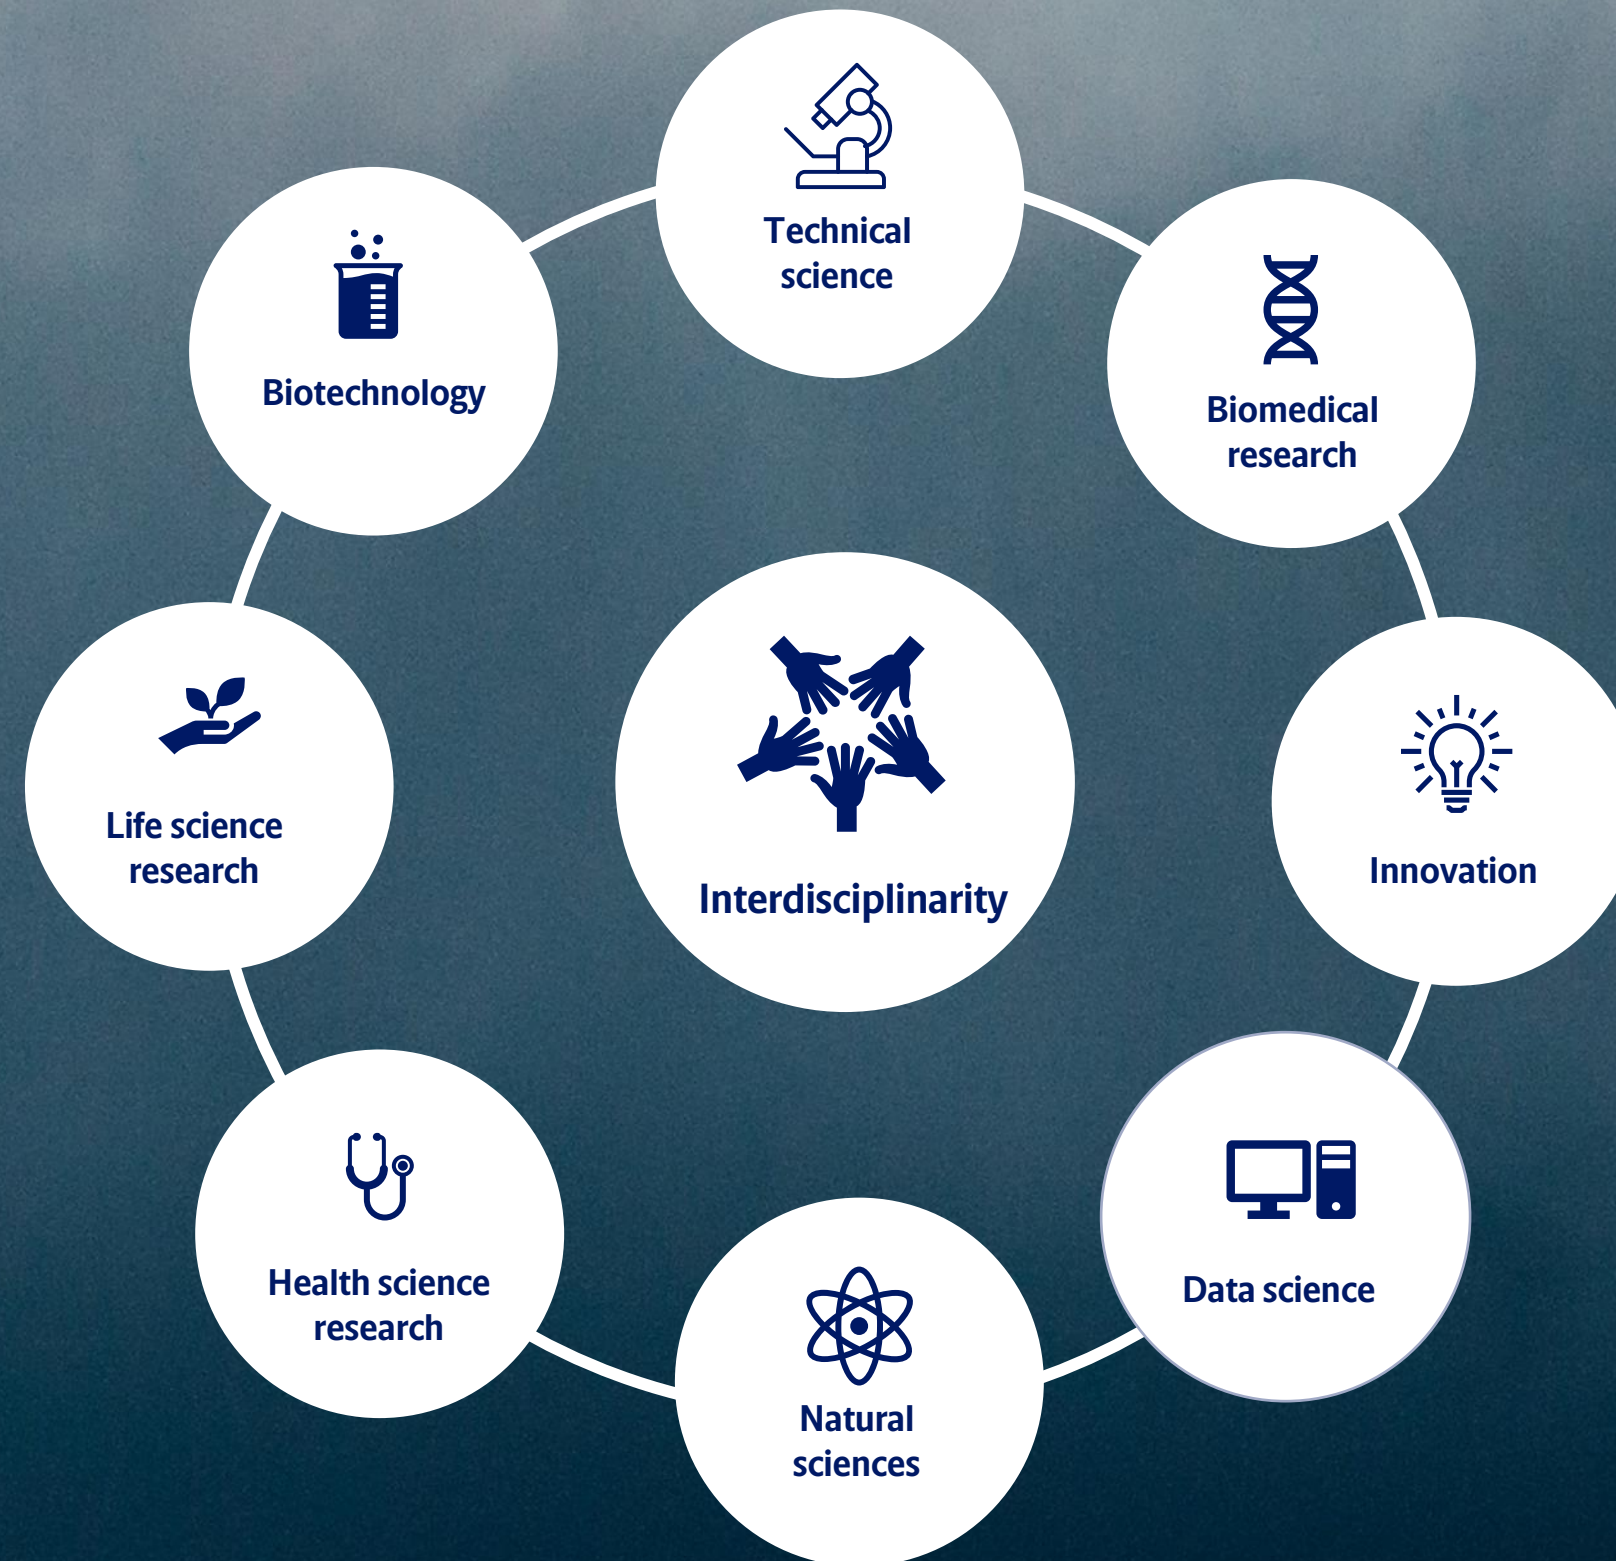 Technical
science
Biotechnology
Biomedical
research
Life science
research
Interdisciplinarity
Innovation
Health science
research
Data science
Natural
sciences